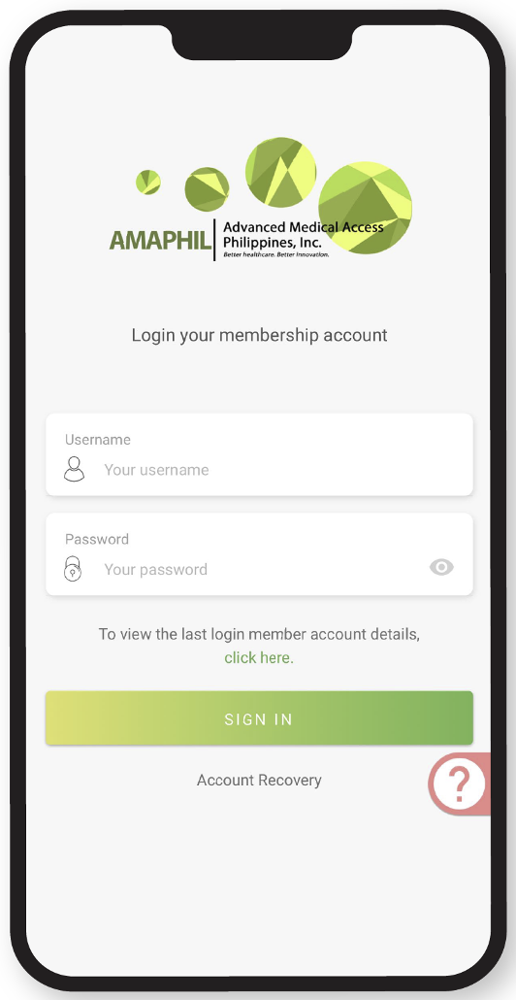 AMAPHIL
Advanced Medical Access
Philippines, Inc.
Better healthcare. Better Innovation.
Login your membership account
Username
Your username
Password
Your password
To view the last login member account details,
click here.
SIGN IN
?
Account Recovery